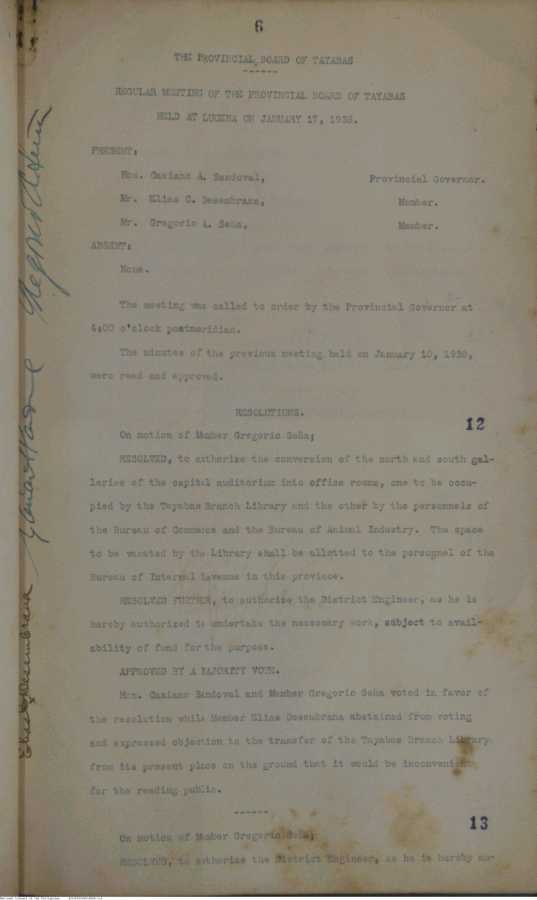 6
THE PROVINCIAL BOARD OF TAYABAS
REGULAR MEETING OF THE PROVINCIAL BOARD OF TAYABAS
HELD AT LUCENA ON JANUARY 17, 1938.
PRESENT:
Hon. Casiano A. Sandoval, Provincial Governor.
Mr. Elias C. Desembrana, Member.
Mr. Gregorio A. Seña, Member.
ABSENT:
None.
The meeting was called to order by the Provincial Governor at
4:00 o'clock postmeridian.
The minutes of the previous meeting held on January 10, 1938,
were read and approved.
RESOLUTIONS.
12
On motion of Member Gregorio Seña;
RESOLVED, to authorize the conversion of the north and south gal-
leries of the capitol auditorium into office rooms, one to be occu-
pied by the Tayabas Branch Library and the other by the personnels of
the Bureau of Commerce and the Bureau of Animal Industry. The space
to be vacated by the Library shall be allotted to the personnel of the
Bureau of Internal Revenue in this province.
RESOLVED FURTHER, to authorize the District Engineer, as he is
hereby authorized to undertake the necessary work, subject to avail-
ability of fund for the purpose.
APPROVED BY A MAJORITY VOTE.
Hon. Casiano Sandoval and Member Gregorio Seña voted in favor of
the resolution while Member Elias Desembrana abstained from voting
and expressed objection to the transfer of the Tayabas Branch Library
from its present place on the ground that it would be inconvenient
for the reading public.
13
On motion of Member Gregorio Seña;
RESOLVED, to authorize the District Engineer, as he is hereby au-